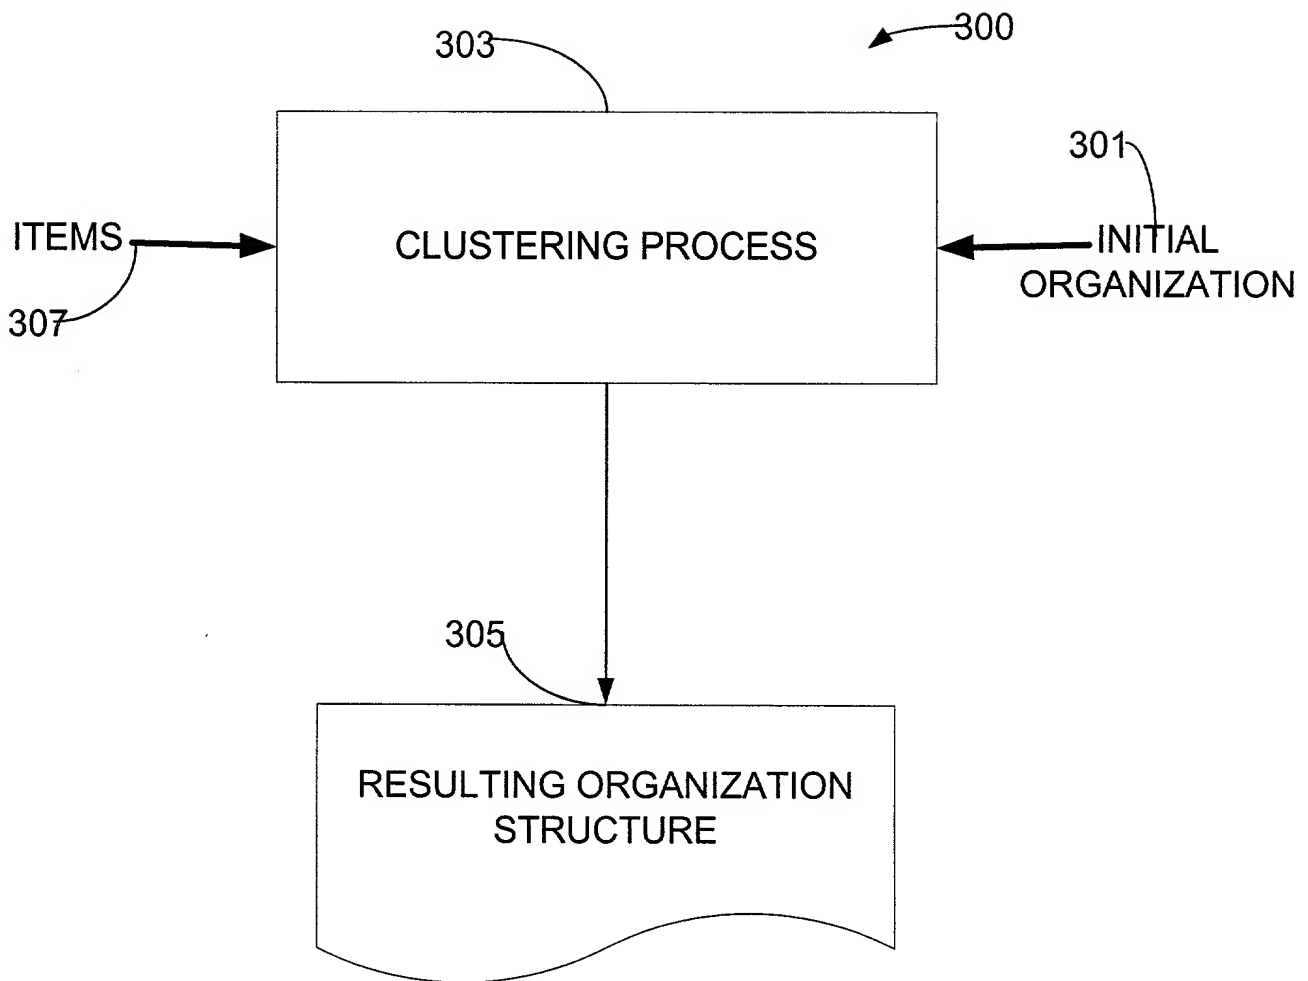 300
303
301
ITEMS
CLUSTERING PROCESS
INITIAL
ORGANIZATION
307
305
RESULTING ORGANIZATION
STRUCTURE